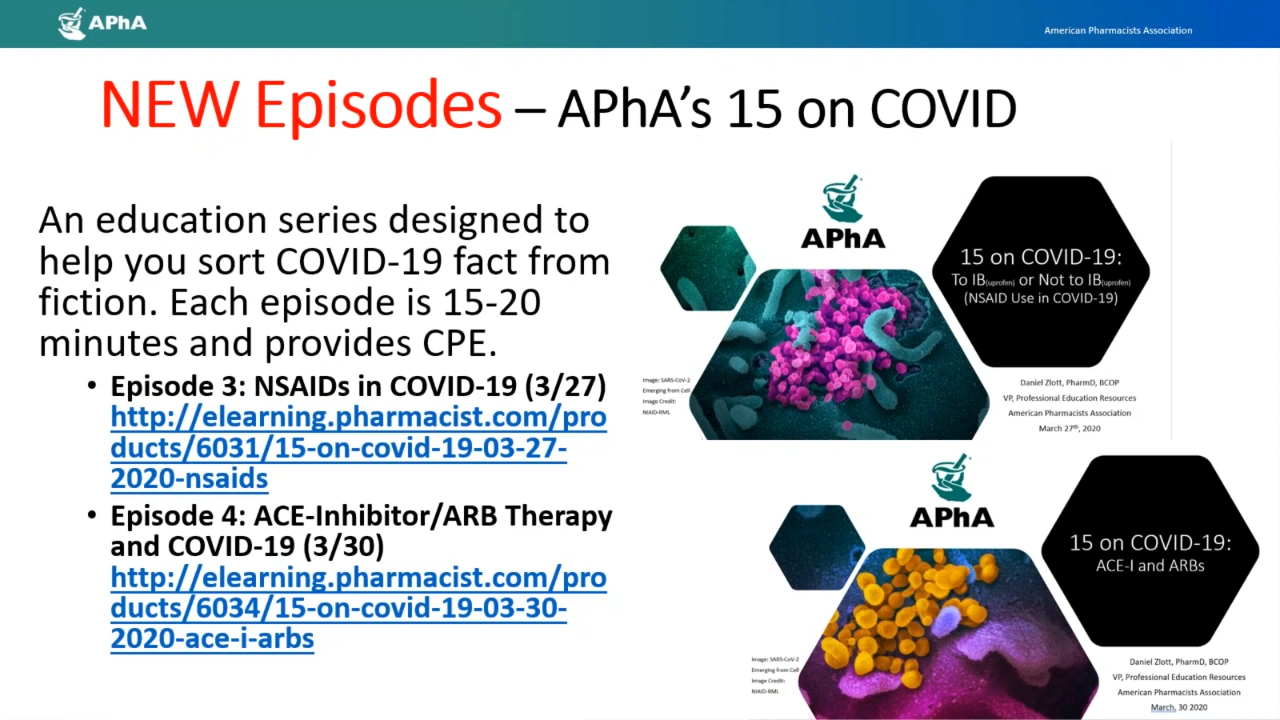 APhA
American Pharmacists Association
NEW Episodes – APhA's 15 on COVID
An education series designed to
help you sort COVID-19 fact from
fiction. Each episode is 15-20
minutes and provides CPE.
• Episode 3: NSAIDs in COVID-19 (3/27)
http://elearning.pharmacist.com/pro
ducts/6031/15-on-covid-19-03-27-
2020-nsaids
• Episode 4: ACE-Inhibitor/ARB Therapy
and COVID-19 (3/30)
http://elearning.pharmacist.com/pro
ducts/6034/15-on-covid-19-03-30-
2020-ace-i-arbs
APhA
15 on COVID-19:
To IB(uprofen) or Not to IB(uprofen)
(NSAID Use in COVID-19)
Image: SARS-CoV-2
Emerging from Cell
Image Credit:
NIAID-RML
Daniel Zlott, PharmD, BCOP
VP, Professional Education Resources
American Pharmacists Association
March 27th, 2020
APhA
15 on COVID-19:
ACE-I and ARBs
Image: SARS-CoV-2
Emerging from Cell
Image Credit:
NIAID-RML
Daniel Zlott, PharmD, BCOP
VP, Professional Education Resources
American Pharmacists Association
March, 30 2020